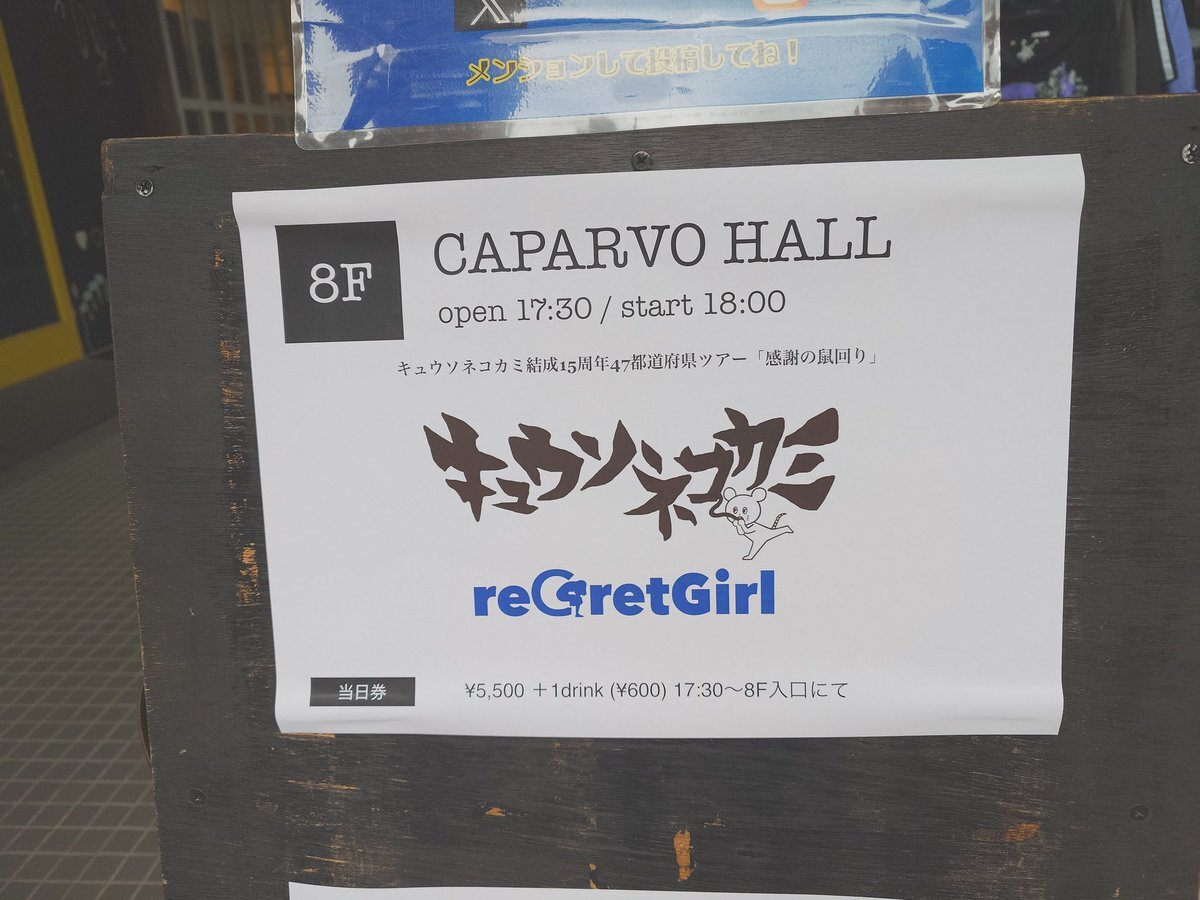 X
メンションして投稿してね！
8F
CAPARVO HALL
open 17:30 / start 18:00
キュウソネコカミ結成15周年47都道府県ツアー「感謝の鼠回り」
キュウソネコカミ
reGretGirl
当日券
¥5,500 ＋1drink (¥600) 17:30～8F入口にて